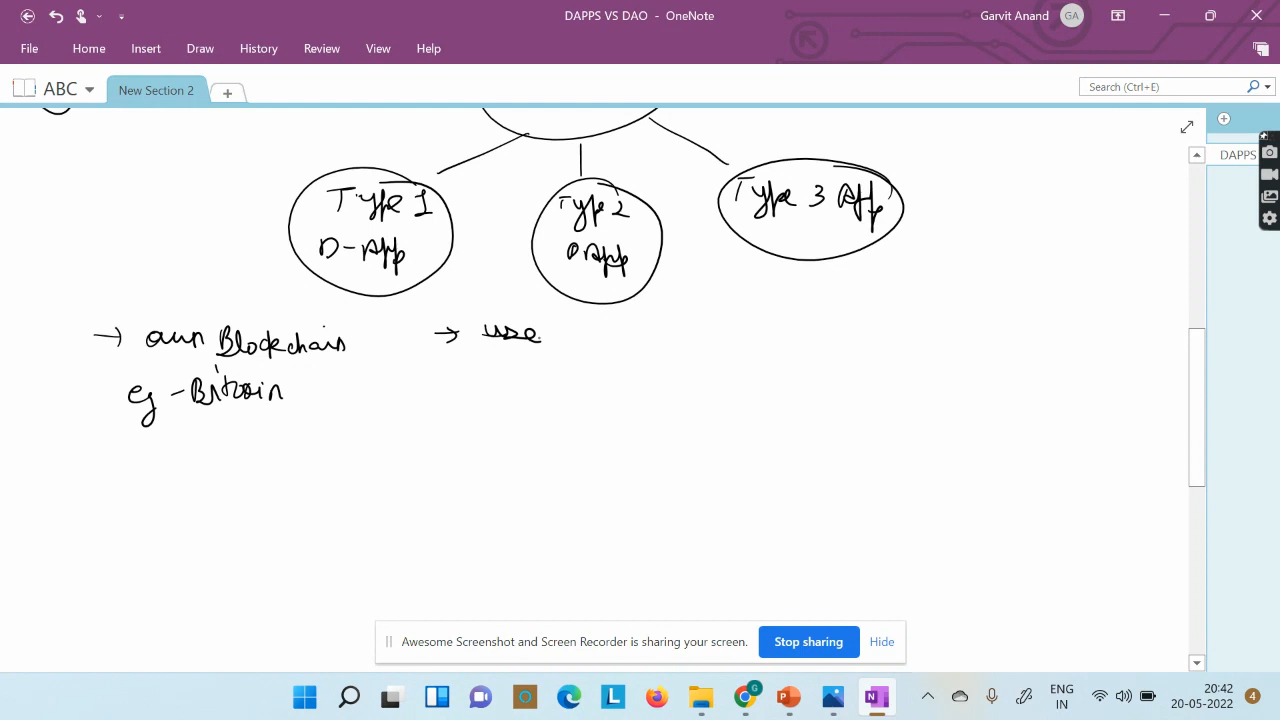 DAPPS VS DAO - OneNote
Garvit Anand GA
File Home Insert Draw History Review View Help
ABC New Section 2
Search (Ctrl+E)
DAPPS
Type 1
D-App
Type 2
DApp
Type 3 App
→ own Blockchain
→ use
eg - Bitcoin
Awesome Screenshot and Screen Recorder is sharing your screen. Stop sharing Hide
ENG
IN
20:42
20-05-2022
4